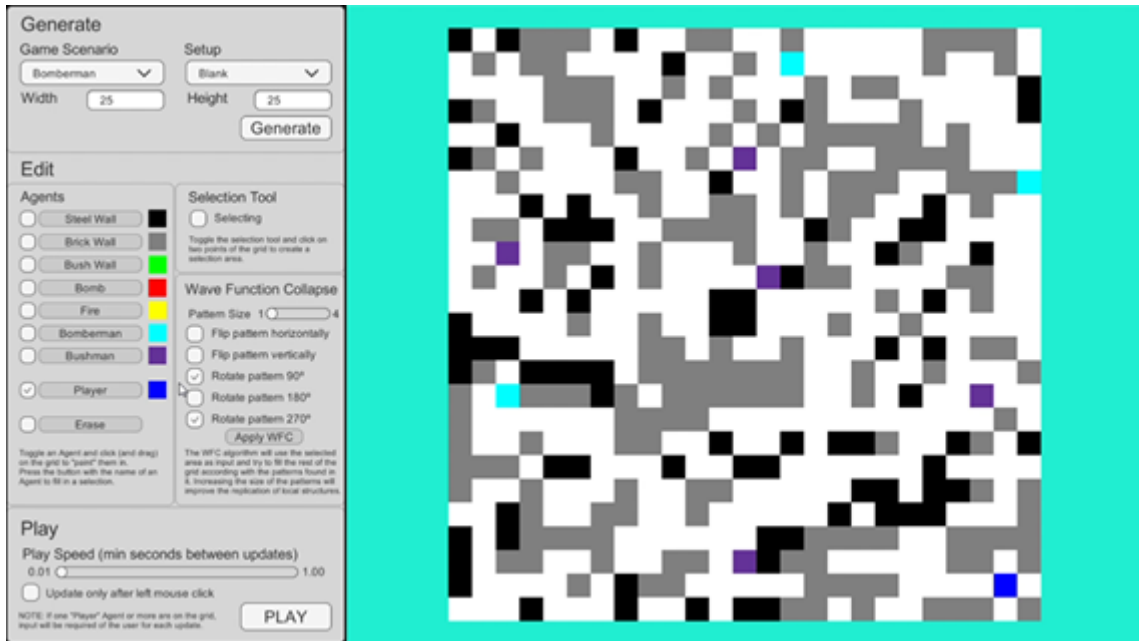 Generate
Game Scenario Setup
Bomberman Blank
Width 25 Height 25
Generate
Edit
Agents
Steel Wall
Brick Wall
Bush Wall
Bomb
Fire
Bomberman
Bushman
Player
Erase
Toggle an Agent and click (and drag)
on the grid to "paint" them in.
Press the button with the name of an
Agent to fill in a selection.
Selection Tool
Selecting
Toggle the selection tool and click on
two points of the grid to create a
selection area.
Wave Function Collapse
Pattern Size 1 4
Flip pattern horizontally
Flip pattern vertically
Rotate pattern 90º
Rotate pattern 180º
Rotate pattern 270º
Apply WFC
The WFC algorithm will use the selected
area as input and try to fill the rest of the
grid according with the patterns found in
it. Increasing the size of the patterns will
improve the replication of local structures.
Play
Play Speed (min seconds between updates)
0.01 1.00
Update only after left mouse click
NOTE: if one "Player" Agent or more are on the grid,
input will be required of the user for each update.
PLAY